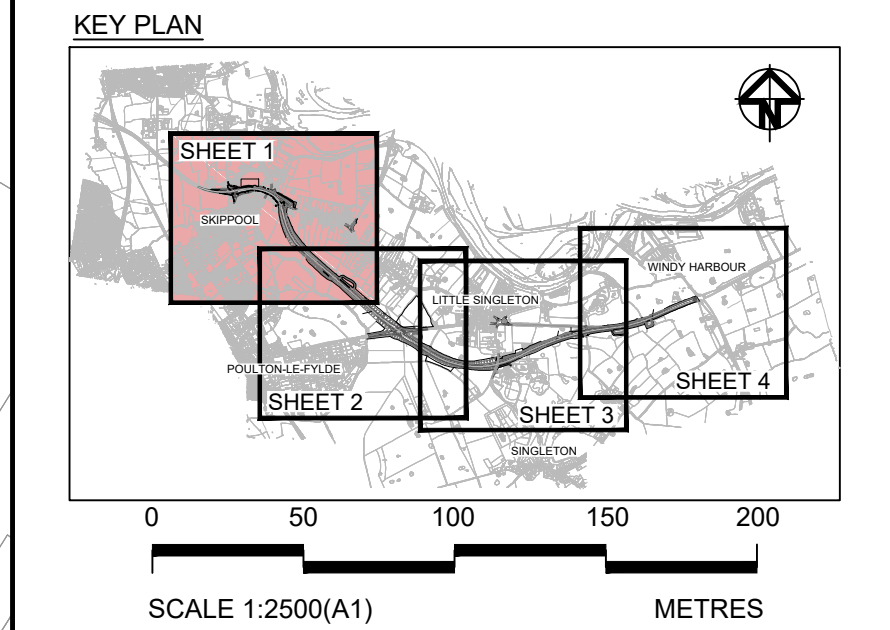 KEY PLAN
N
SHEET 1
SKIPPOOL
WINDY HARBOUR
LITTLE SINGLETON
POULTON-LE-FYLDE
SHEET 4
SHEET 2
SHEET 3
SINGLETON
0 50 100 150 200
SCALE 1:2500(A1) METRES